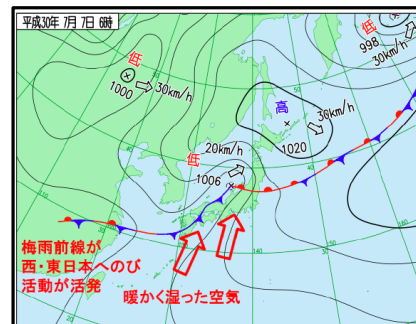 平成30年 7月 7日 6時
低
998
30km/h
低
1000
30km/h
高
30km/h
1020
20km/h
低
1006
梅雨前線が
西・東日本へのび
活動が活発
暖かく湿った空気
140